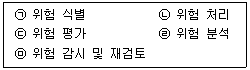 ㉠ 위험 식별 ㉡ 위험 처리
㉢ 위험 평가 ㉣ 위험 분석
㉤ 위험 감시 및 재검토